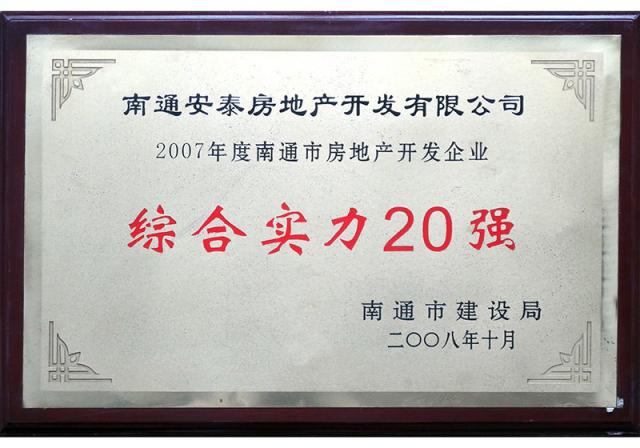 南通安泰房地产开发有限公司
2007年度南通市房地产开发企业
综合实力20强
南通市建设局
二〇〇八年十月